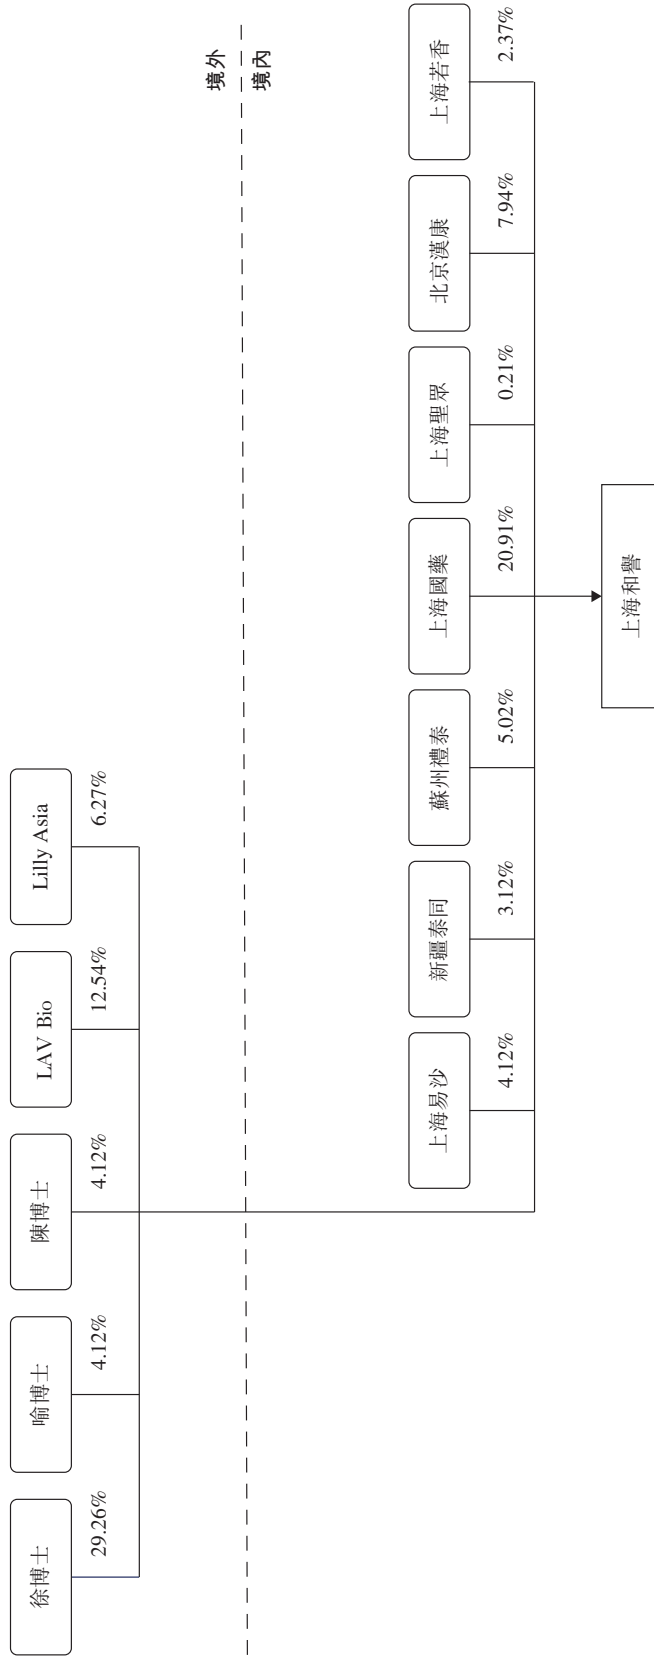 徐博士
喻博士
陳博士
LAV Bio
Lilly Asia
29.26%
4.12%
4.12%
12.54%
6.27%
境外
境內
上海易沙
新疆泰同
蘇州禮泰
上海國藥
上海聖眾
北京漢康
上海若香
4.12%
3.12%
5.02%
20.91%
0.21%
7.94%
2.37%
上海和譽